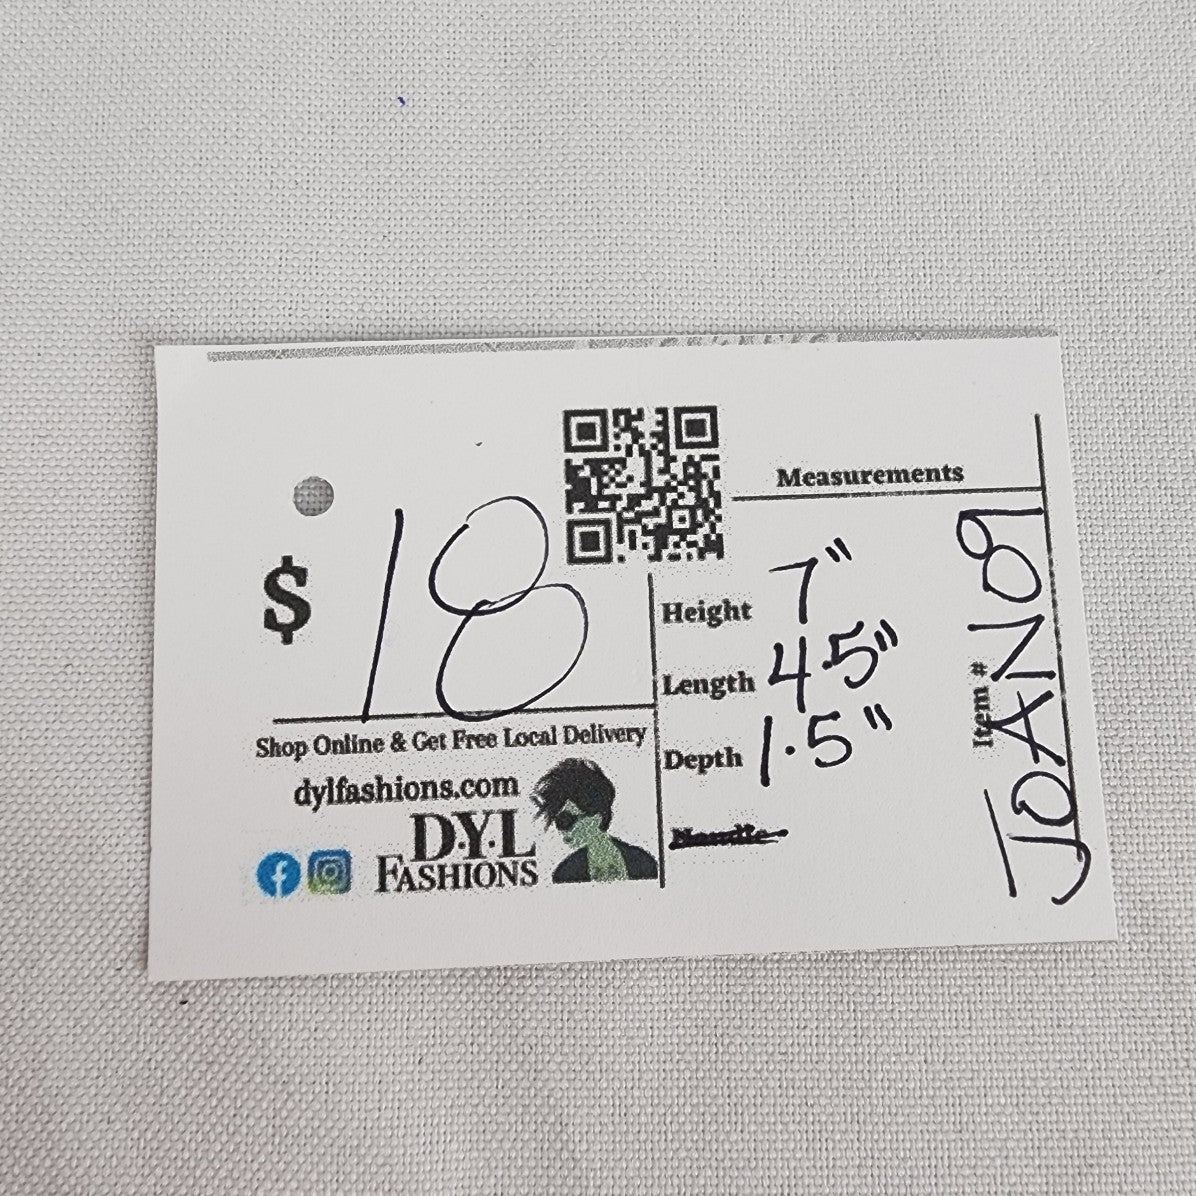 $ 18
Shop Online & Get Free Local Delivery
dylfashions.com
D·Y·L
FASHIONS
Measurements
Height 7"
Length 4.5"
Depth 1.5"
Item # JOAN09